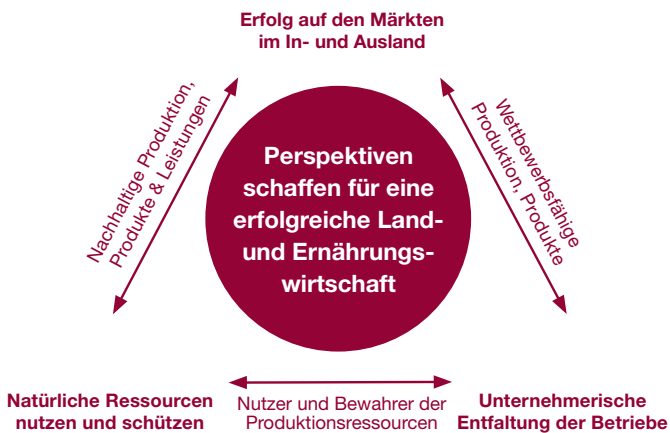 Erfolg auf den Märkten
im In- und Ausland
Nachhaltige Produktion,
Produkte & Leistungen
Wettbewerbsfähige
Produktion, Produkte
Perspektiven
schaffen für eine
erfolgreiche Land-
und Ernährungs-
wirtschaft
Natürliche Ressourcen
nutzen und schützen
Nutzer und Bewahrer der
Produktionsressourcen
Unternehmerische
Entfaltung der Betriebe